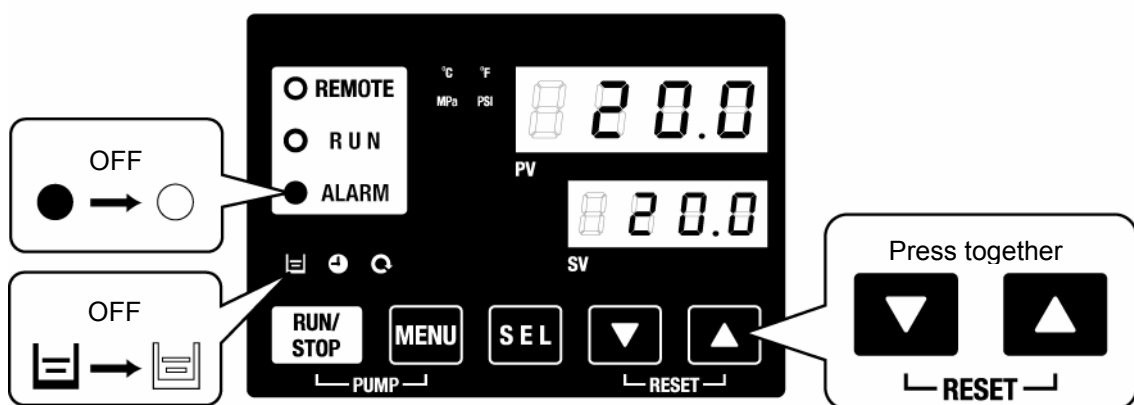 REMOTE
RUN
ALARM
°C °F
MPa PSI
20.0
PV
20.0
SV
OFF
OFF
RUN/
STOP
MENU
SEL
PUMP
RESET
Press together
RESET